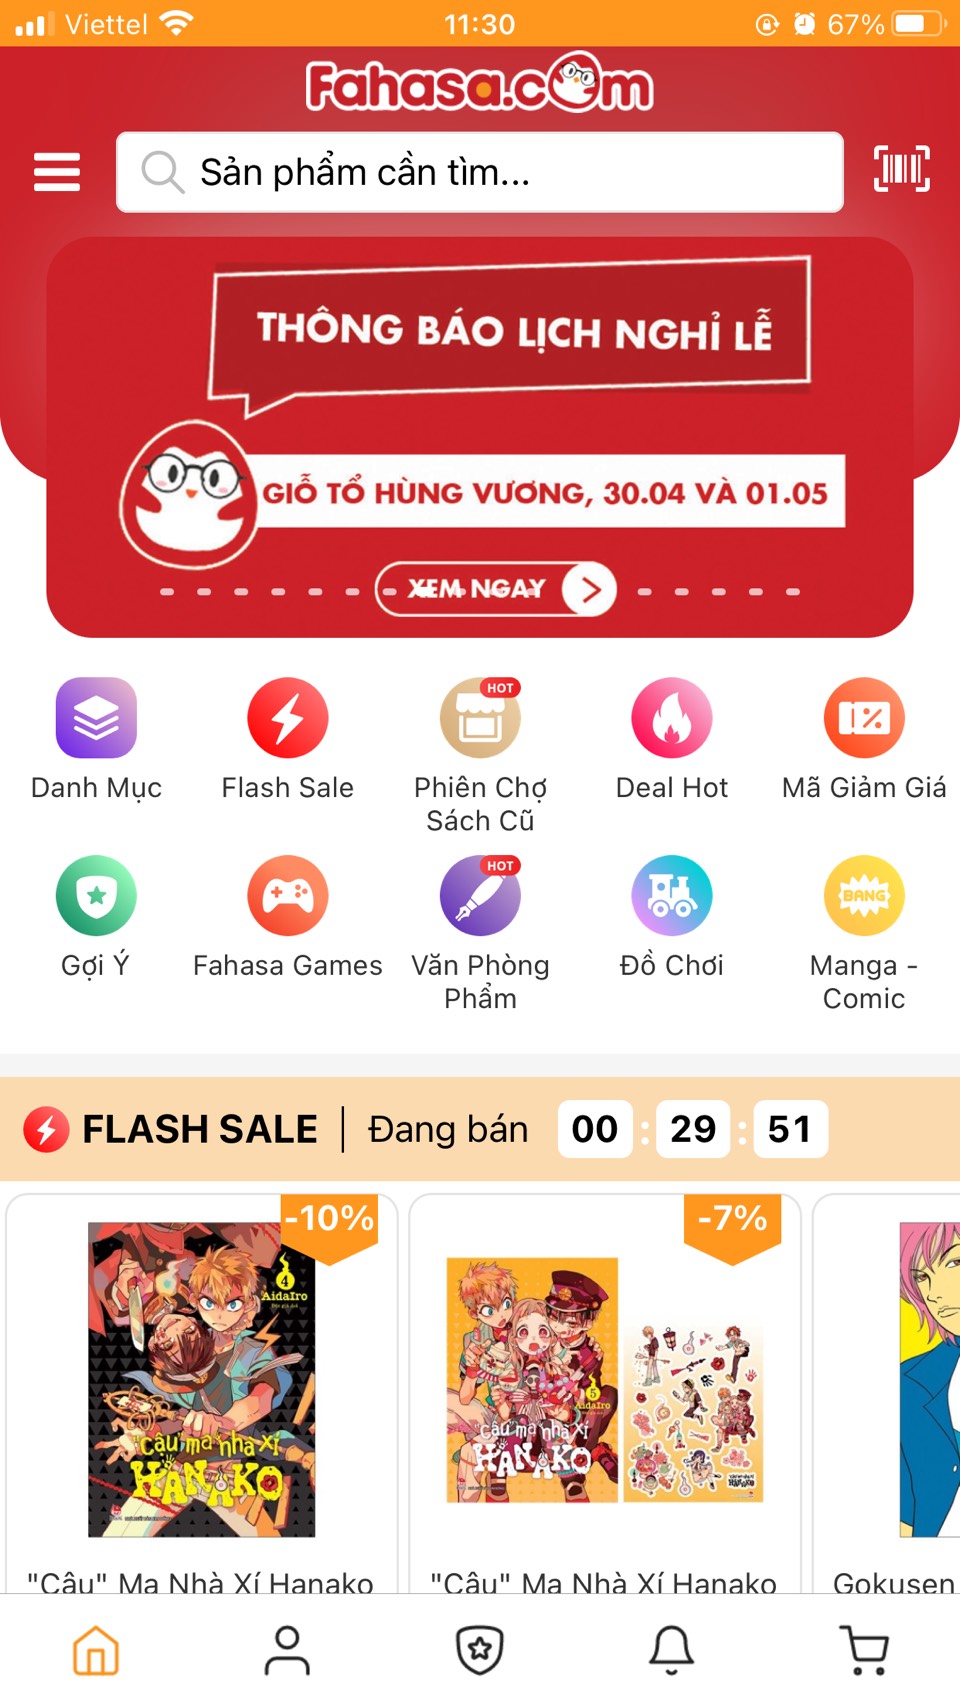 Viettel 11:30 67%
Fahasa.com
Sản phẩm cần tìm...
THÔNG BÁO LỊCH NGHỈ LỄ
GIỖ TỔ HÙNG VƯƠNG, 30.04 VÀ 01.05
XEM NGAY
HOT
Danh Mục Flash Sale Phiên Chợ Deal Hot Mã Giảm Giá
Sách Cũ
HOT
BANG
Gợi Ý Fahasa Games Văn Phòng Đồ Chơi Manga -
Phẩm Comic
FLASH SALE | Đang bán 00 : 29 : 51
-10% -7%
4
AidaIro
"Cậu" ma nhà xí
HANAKO
5
AidaIro
"Cậu" ma nhà xí
HANAKO
"Cậu" Ma Nhà Xí Hanako "Cậu" Ma Nhà Xí Hanako Gokusen